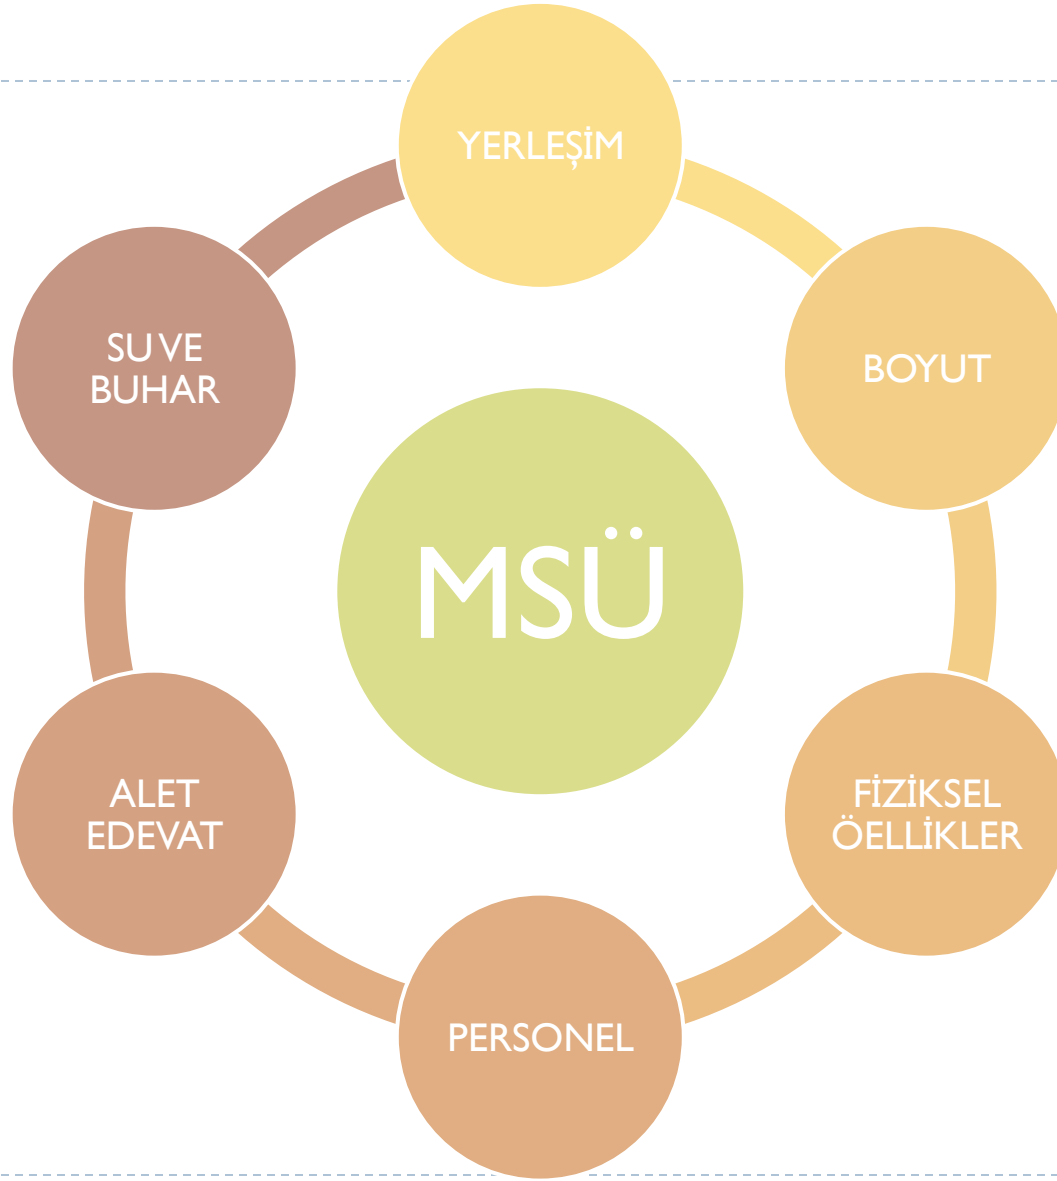 YERLEŞİM
BOYUT
FİZİKSEL
ÖELLİKLER
PERSONEL
ALET
EDEVAT
SU VE
BUHAR
MSÜ